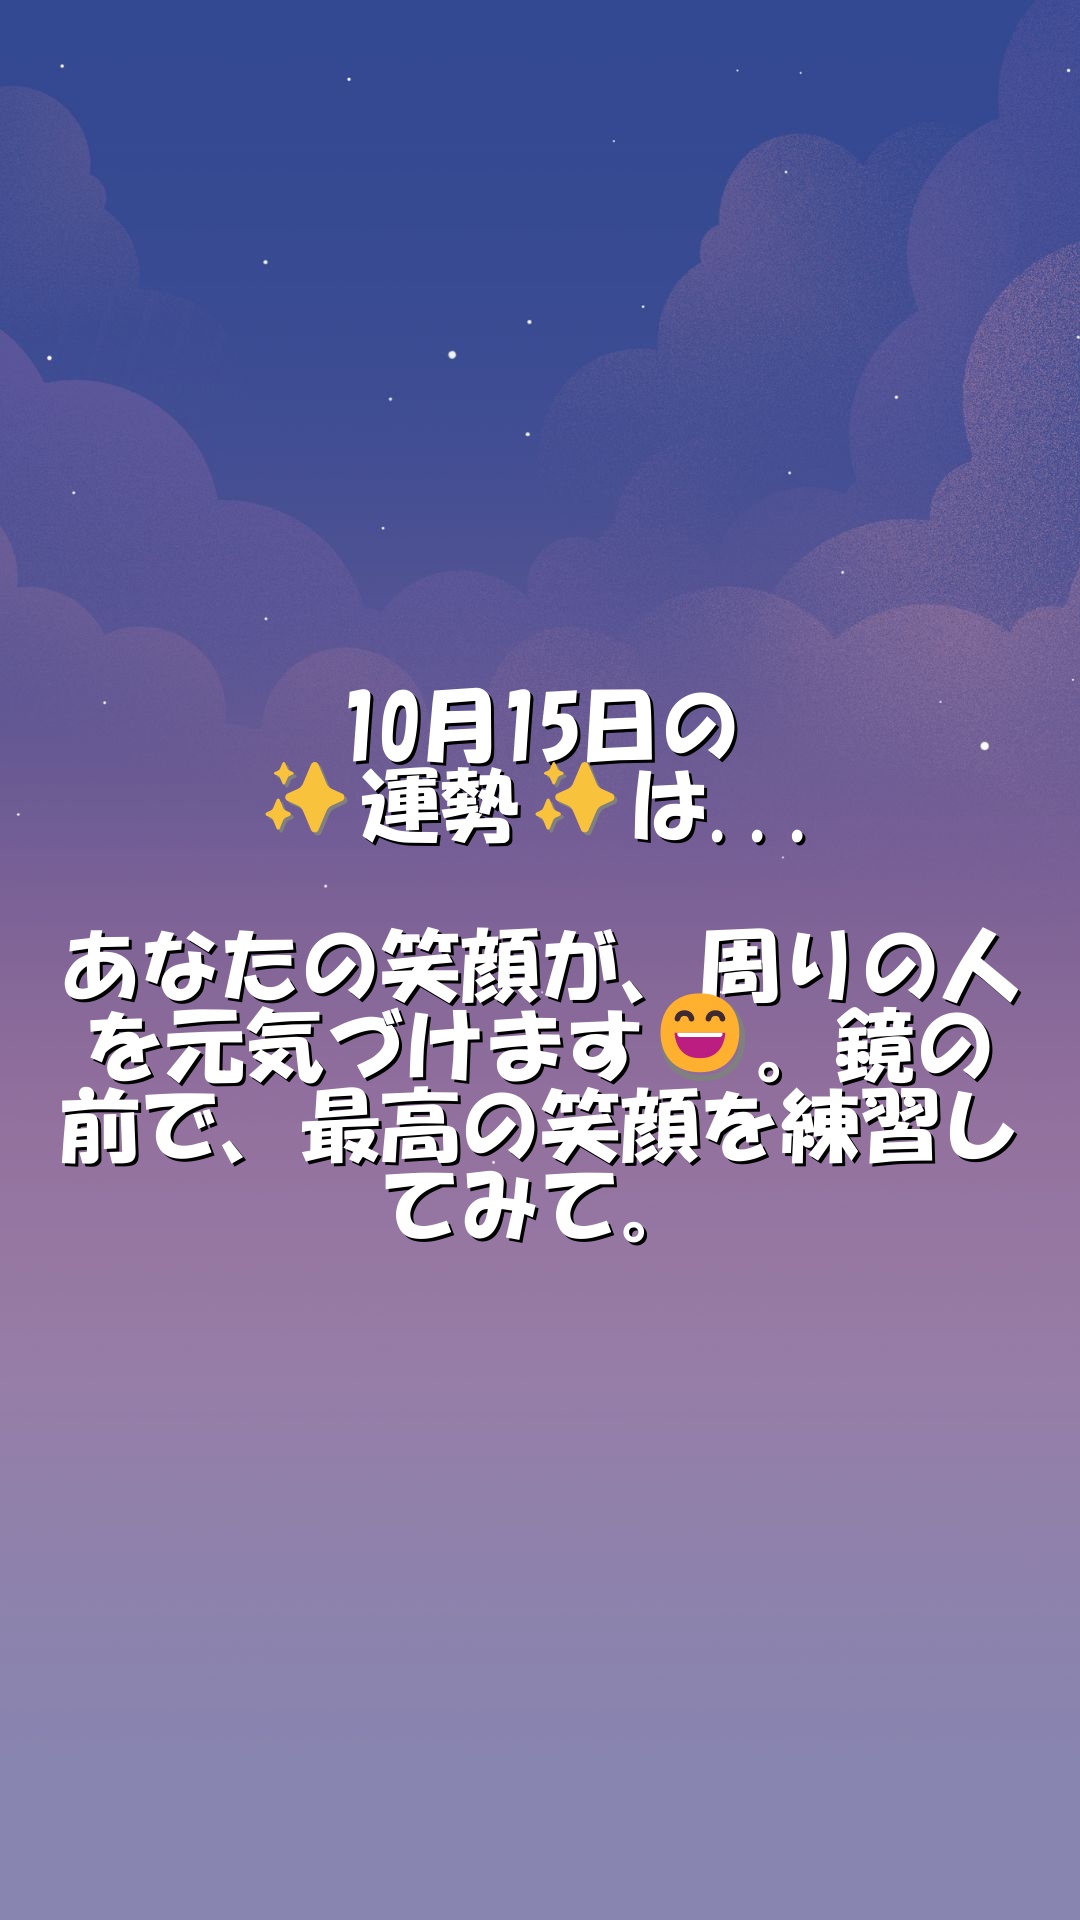 10月15日の
✨運勢✨は...
あなたの笑顔が、周りの人
を元気づけます😄。鏡の
前で、最高の笑顔を練習し
てみて。